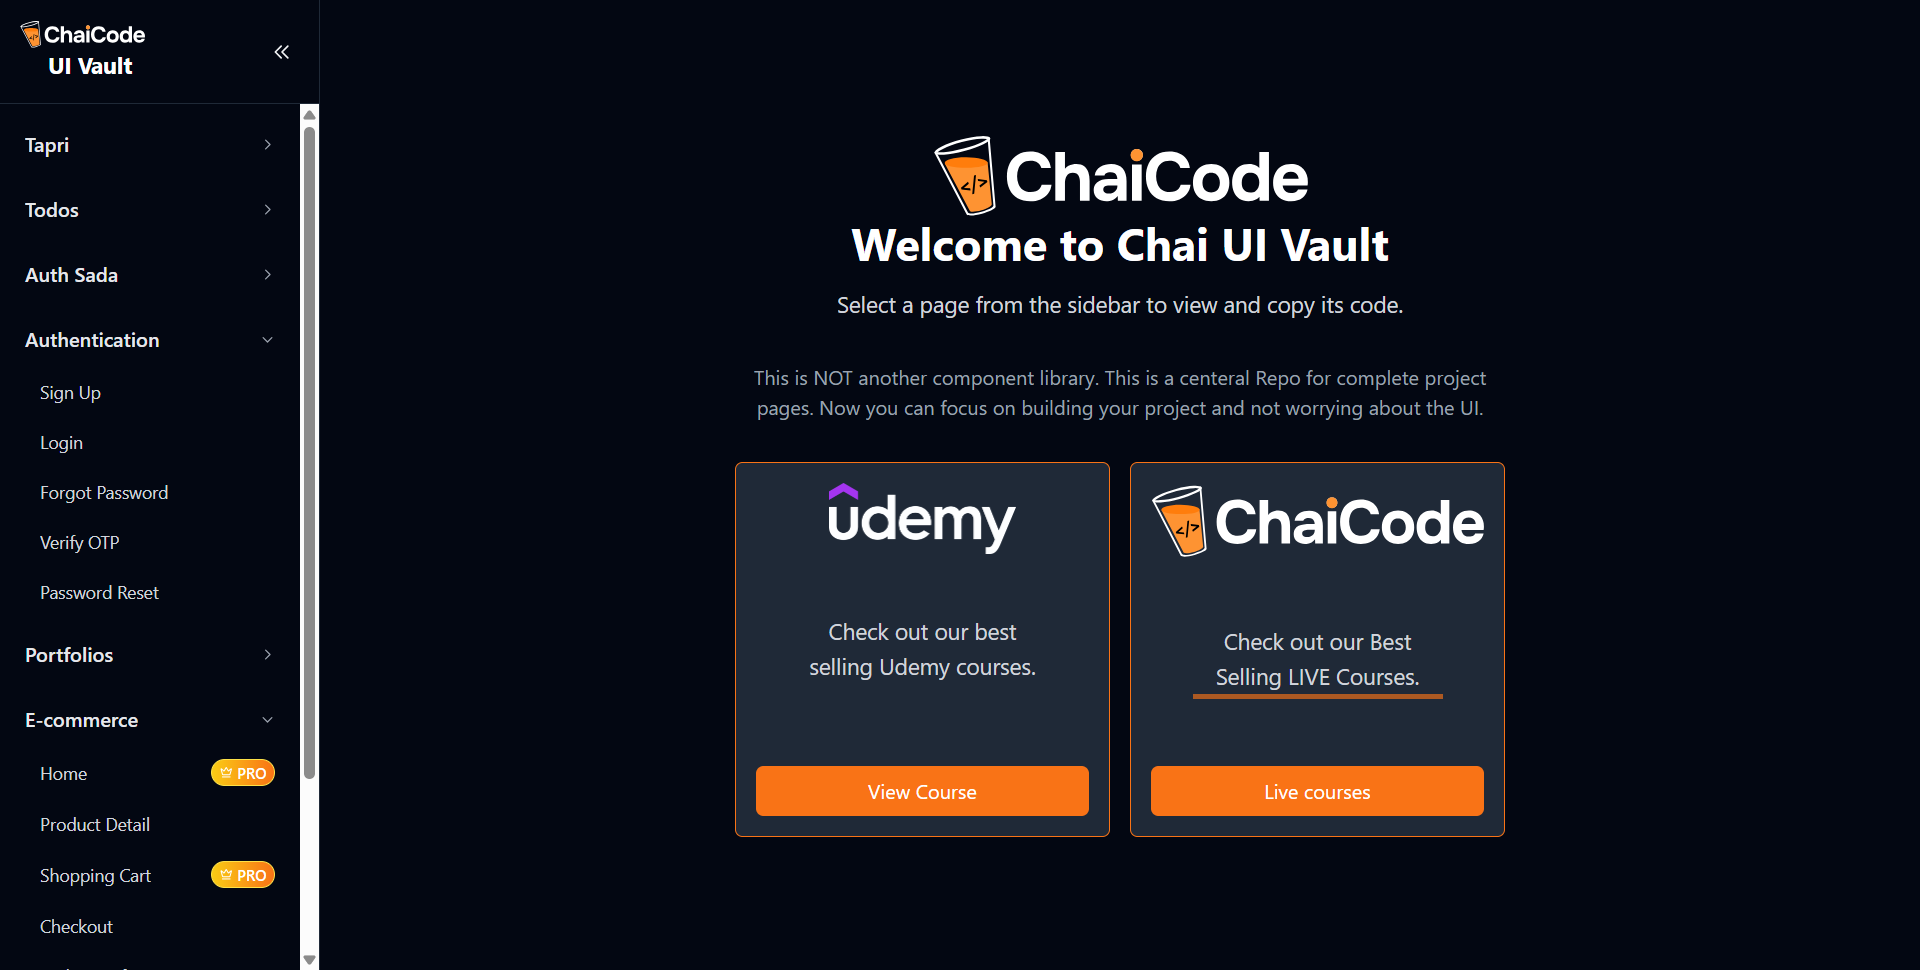 ChaiCode
UI Vault
Tapri
Todos
Auth Sada
Authentication
Sign Up
Login
Forgot Password
Verify OTP
Password Reset
Portfolios
E-commerce
Home PRO
Product Detail
Shopping Cart PRO
Checkout
</> ChaiCode
Welcome to Chai UI Vault
Select a page from the sidebar to view and copy its code.
This is NOT another component library. This is a centeral Repo for complete project
pages. Now you can focus on building your project and not worrying about the UI.
udemy
Check out our best
selling Udemy courses.
View Course
</> ChaiCode
Check out our Best
Selling LIVE Courses.
Live courses